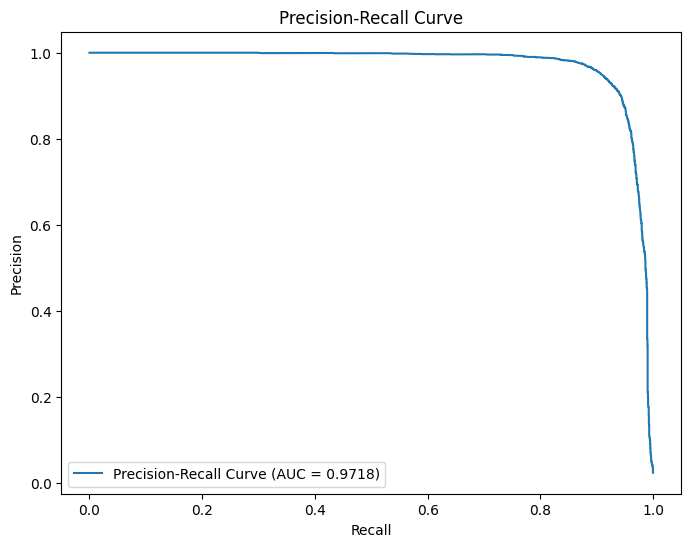 Precision-Recall Curve
1.0
0.8
0.6
0.4
0.2
0.0
Precision
Precision-Recall Curve (AUC = 0.9718)
0.0 0.2 0.4 0.6 0.8 1.0
Recall